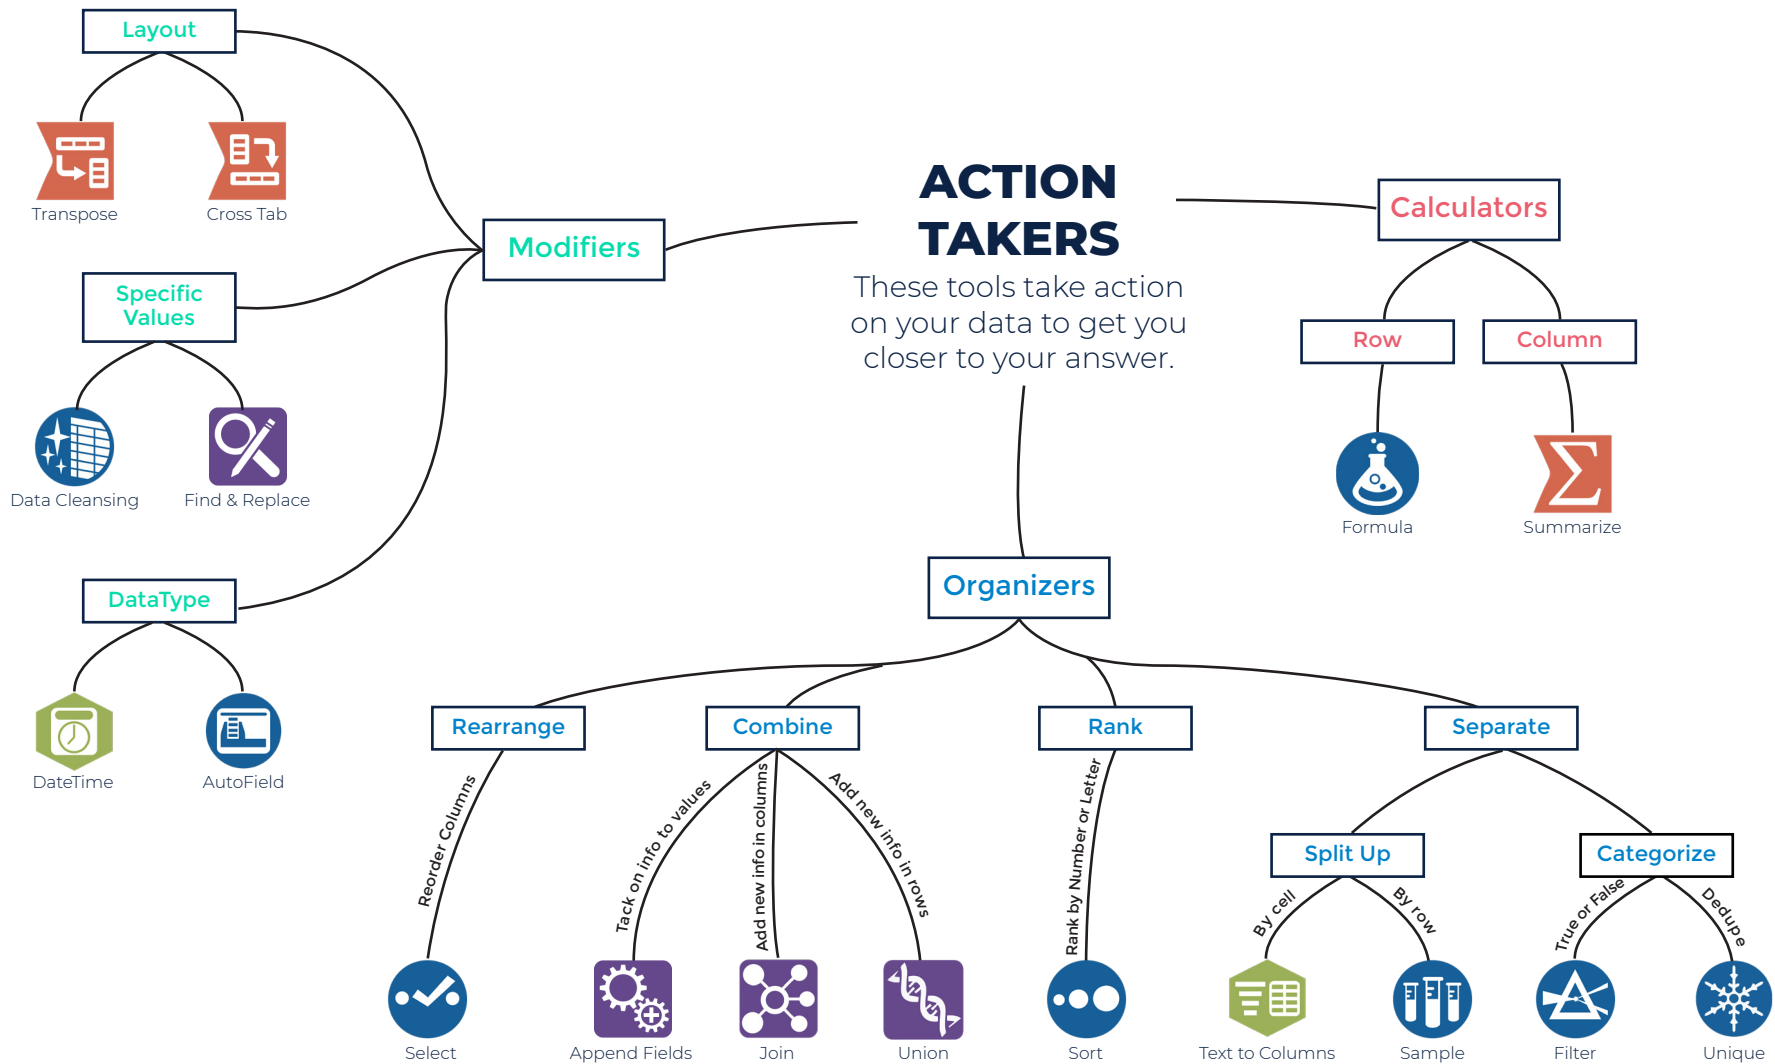 ACTION
TAKERS
These tools take action
on your data to get you
closer to your answer.
Modifiers
Layout
Transpose
Cross Tab
Specific
Values
Data Cleansing
Find & Replace
DataType
DateTime
AutoField
Calculators
Row
Column
Formula
Summarize
Organizers
Rearrange
Combine
Rank
Separate
Reorder Columns
Tack on info to values
Add new info in columns
Add new info in rows
Rank by Number or Letter
Split Up
Categorize
By cell
By row
True or False
Dedupe
Select
Append Fields
Join
Union
Sort
Text to Columns
Sample
Filter
Unique